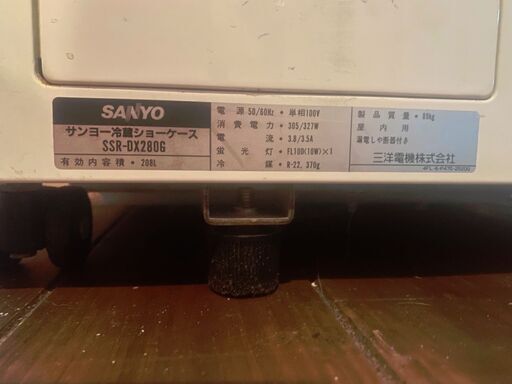 SANYO
サンヨー冷蔵ショーケース
SSR-DX280G
有効内容積・208L
電源 50/60Hz・単相100V
消費電力・305/327W
電流・3.8/3.5A
蛍光灯・FL10D(10W)×1
冷媒・R-22, 370g
製品質量・69kg
屋内用
漏電しゃ断器付き
三洋電機株式会社